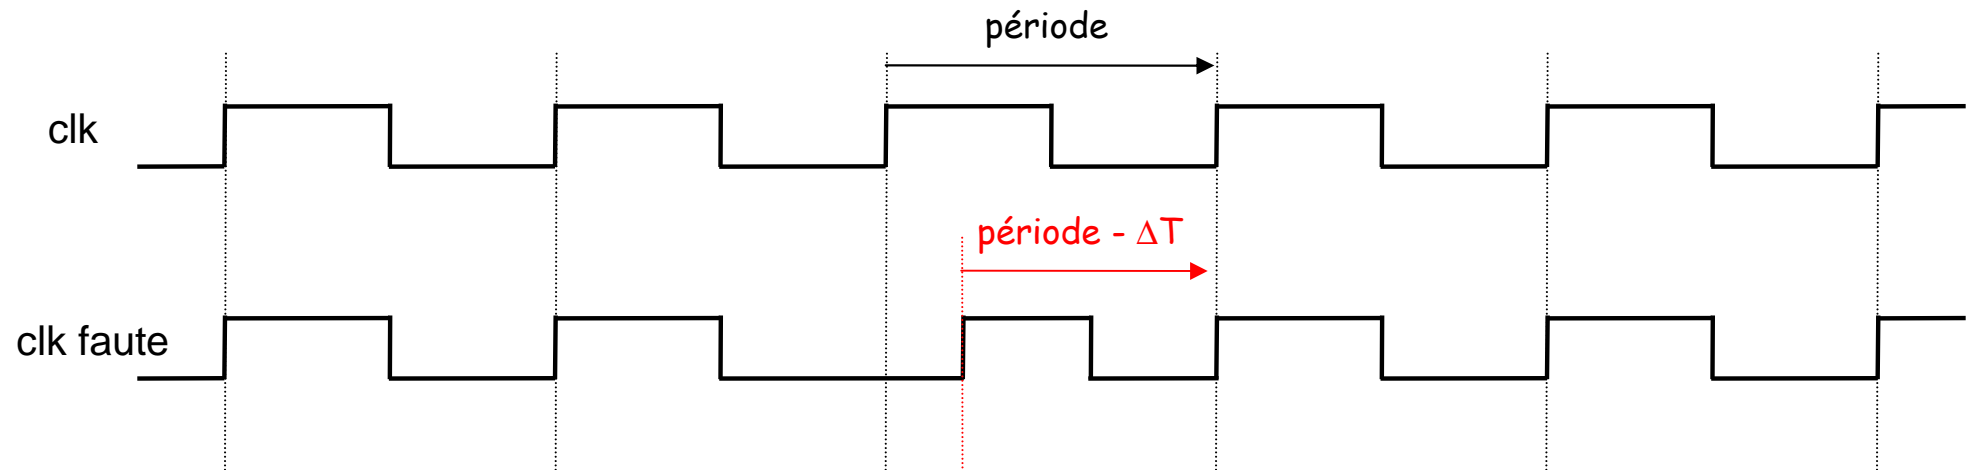 période
clk
période - ΔT
clk faute